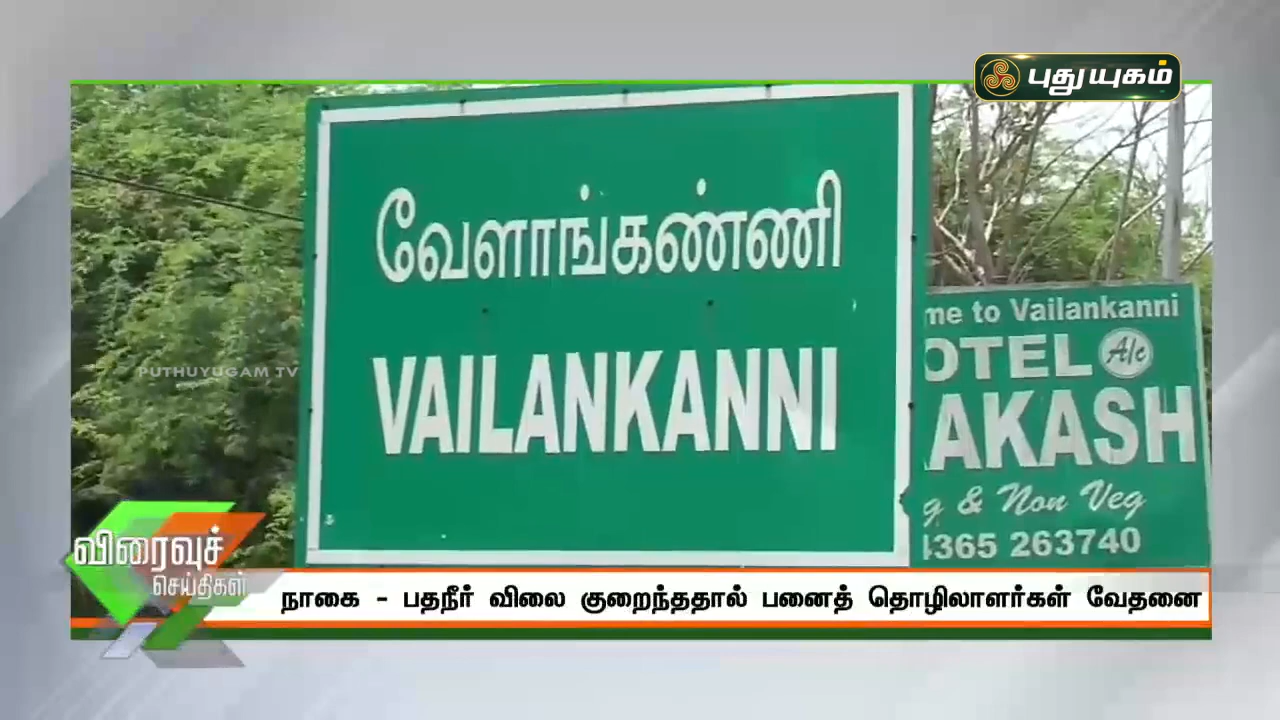 புதுயுகம்
வேளாங்கண்ணி
VAILANKANNI
me to Vailankanni
OTEL A/c
AKASH
& Non Veg
4365 263740
PUTHUYUGAM TV
விரைவுச்
செய்திகள்
நாகை - பதநீர் விலை குறைந்ததால் பனைத் தொழிலாளர்கள் வேதனை